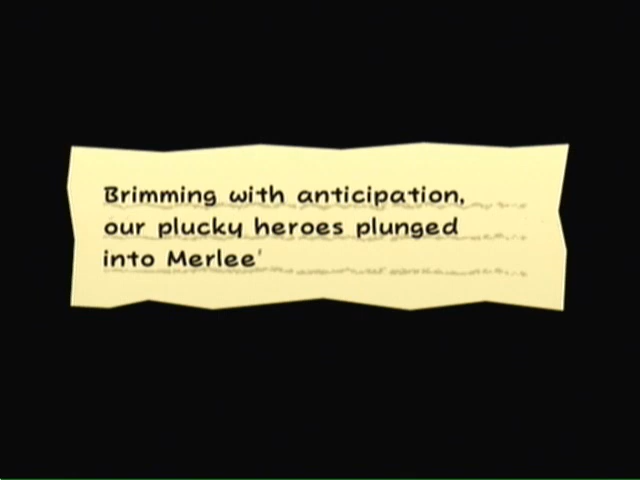 Brimming with anticipation,
our plucky heroes plunged
into Merlee'